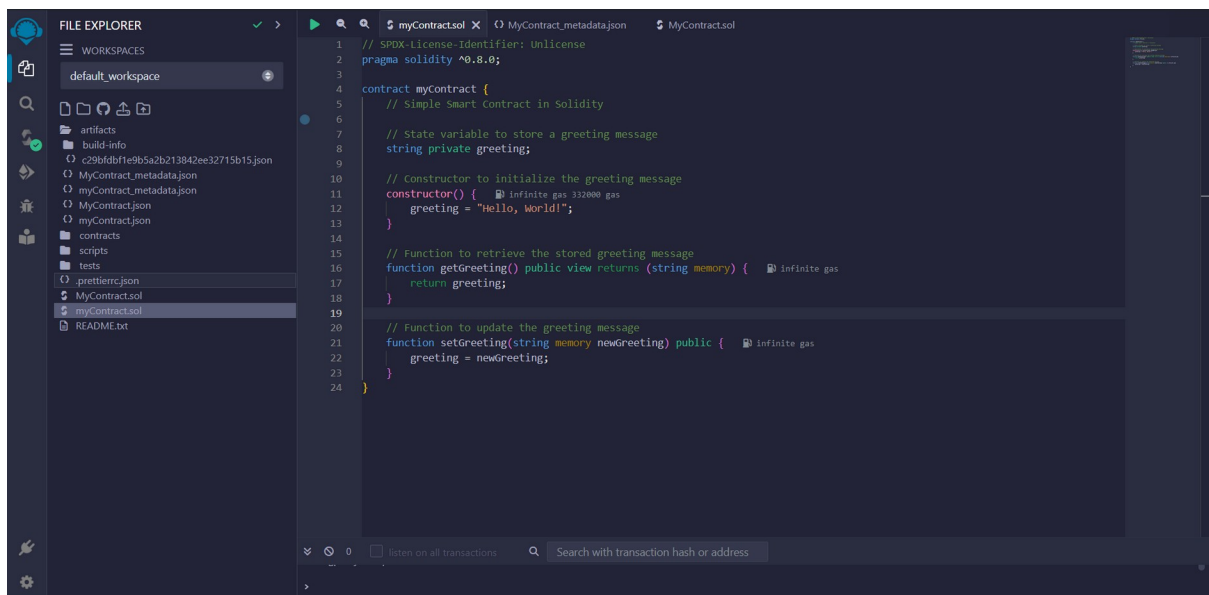 FILE EXPLORER
WORKSPACES
default_workspace
artifacts
build-info
c29bfdbf1e9b5a2b213842ee32715b15.json
MyContract_metadata.json
myContract_metadata.json
MyContract.json
myContract.json
contracts
scripts
tests
.prettierrc.json
MyContract.sol
myContract.sol
README.txt
myContract.sol MyContract_metadata.json MyContract.sol
1 // SPDX-License-Identifier: Unlicense
2 pragma solidity ^0.8.0;
3
4 contract myContract {
5 // Simple Smart Contract in Solidity
6
7 // State variable to store a greeting message
8 string private greeting;
9
10 // Constructor to initialize the greeting message
11 constructor() { infinite gas 332000 gas
12 greeting = "Hello, World!";
13 }
14
15 // Function to retrieve the stored greeting message
16 function getGreeting() public view returns (string memory) { infinite gas
17 return greeting;
18 }
19
20 // Function to update the greeting message
21 function setGreeting(string memory newGreeting) public { infinite gas
22 greeting = newGreeting;
23 }
24 }
0 listen on all transactions Search with transaction hash or address
>